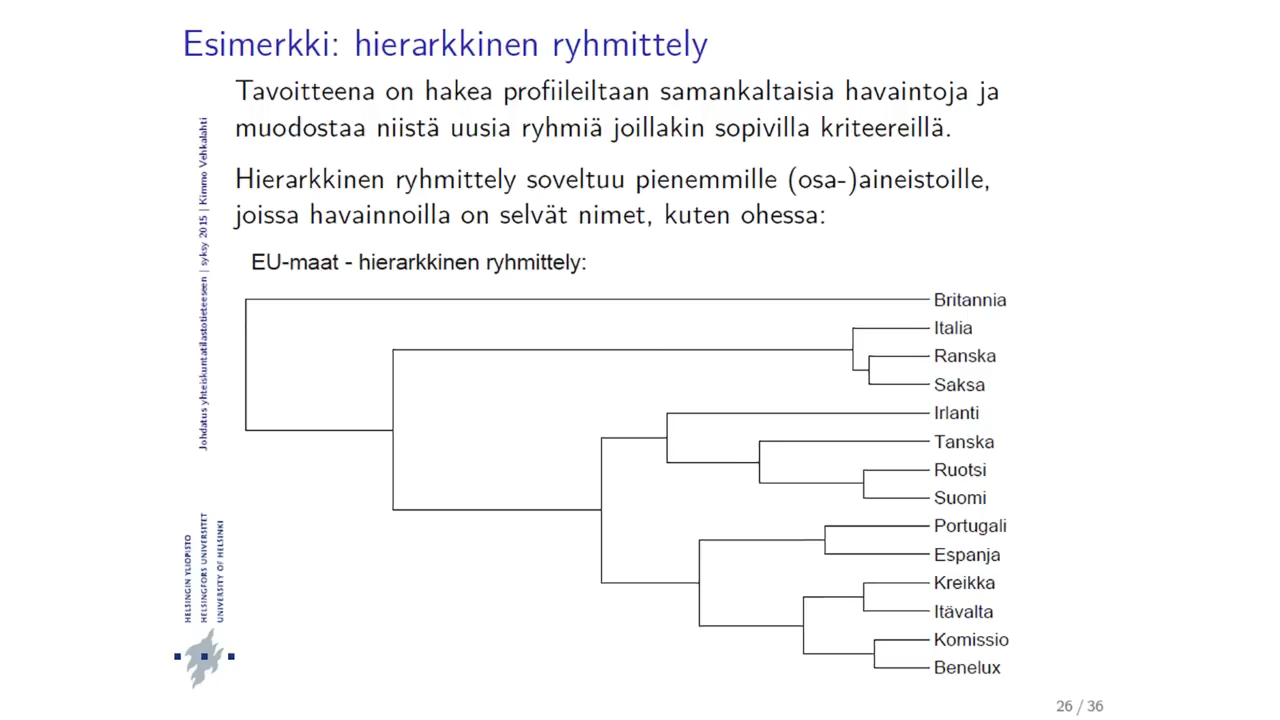 Esimerkki: hierarkkinen ryhmittely
Tavoitteena on hakea profiileiltaan samankaltaisia havaintoja ja
muodostaa niistä uusia ryhmiä joillakin sopivilla kriteereillä.
Hierarkkinen ryhmittely soveltuu pienemmille (osa-)aineistoille,
joissa havainnoilla on selvät nimet, kuten ohessa:
EU-maat - hierarkkinen ryhmittely:
Britannia
Italia
Ranska
Saksa
Irlanti
Tanska
Ruotsi
Suomi
Portugali
Espanja
Kreikka
Itävalta
Komissio
Benelux
Johdatus yhteiskuntatilastotieteeseen | syksy 2015 | Kimmo Vehkalahti
HELSINGIN YLIOPISTO
HELSINGFORS UNIVERSITET
UNIVERSITY OF HELSINKI
26 / 36